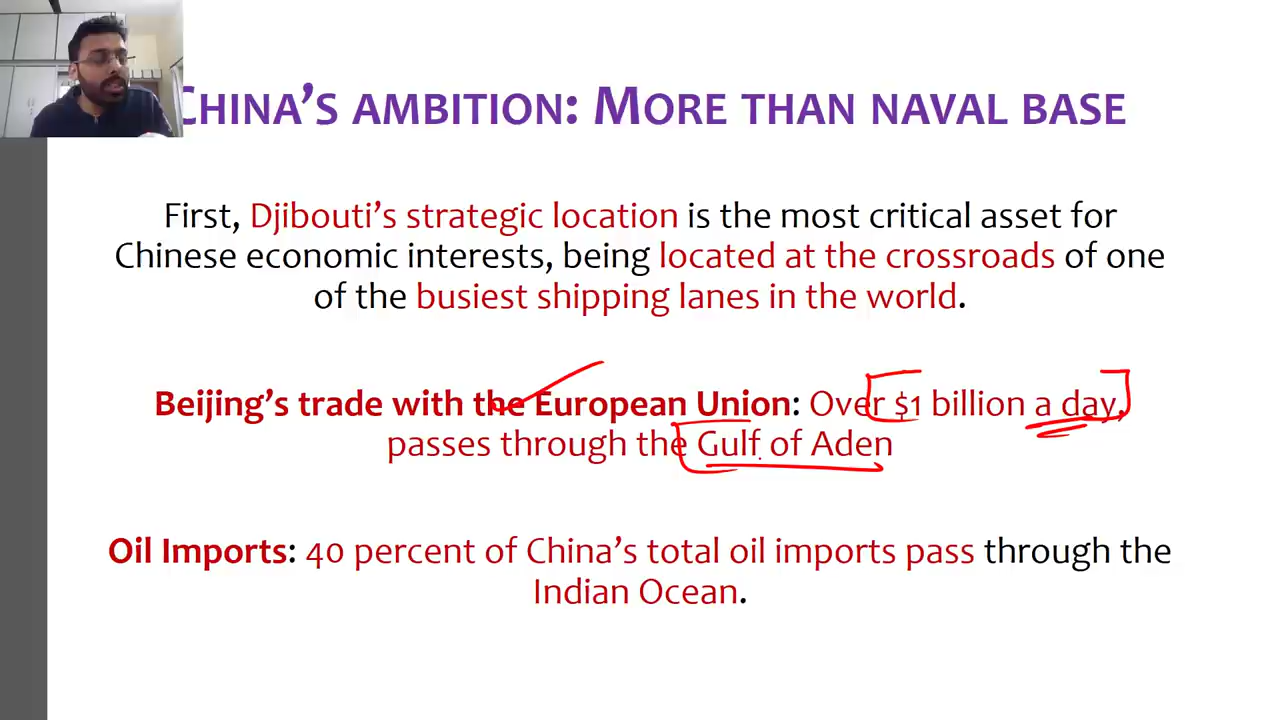 CHINA'S AMBITION: MORE THAN NAVAL BASE
First, Djibouti's strategic location is the most critical asset for
Chinese economic interests, being located at the crossroads of one
of the busiest shipping lanes in the world.
Beijing's trade with the European Union: Over $1 billion a day,
passes through the Gulf of Aden
Oil Imports: 40 percent of China's total oil imports pass through the
Indian Ocean.